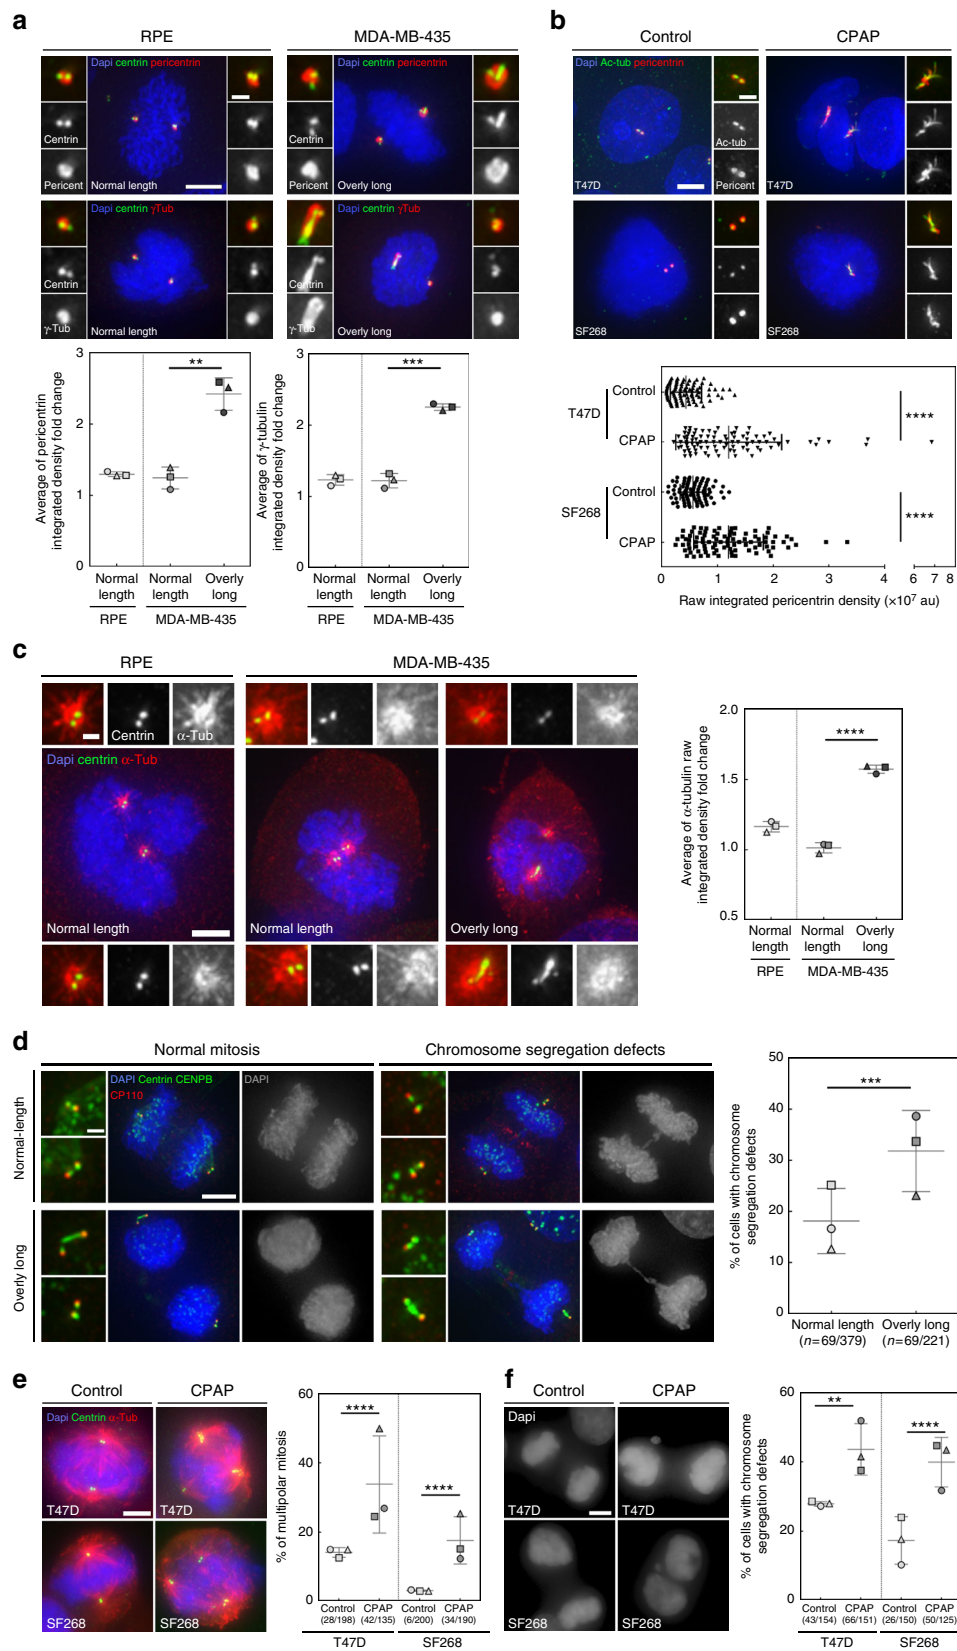 a
RPE
MDA-MB-435
Dapi centrin pericentrin
Centrin
Pericent
Normal length
Dapi centrin pericentrin
Centrin
Pericent
Overly long
Dapi centrin γTub
Centrin
γ-Tub
Normal length
Dapi centrin γTub
Centrin
γ-Tub
Overly long
Average of pericentrin
integrated density fold change
3
2
1
0
**
Normal length
Normal length
Overly long
RPE
MDA-MB-435
Average of γ-tubulin
integrated density fold change
3
2
1
0
***
Normal length
Normal length
Overly long
RPE
MDA-MB-435
b
Control
CPAP
Dapi Ac-tub pericentrin
Ac-tub
Pericent
T47D
T47D
SF268
SF268
T47D
Control
CPAP
****
SF268
Control
CPAP
****
0 1 2 3 4 6 7 8
Raw integrated pericentrin density (×10⁷ au)
c
RPE
MDA-MB-435
Centrin
α-Tub
Dapi centrin α-Tub
Normal length
Normal length
Overly long
Average of α-tubulin raw
integrated density fold change
2.0
1.5
1.0
0.5
****
Normal length
Normal length
Overly long
RPE
MDA-MB-435
d
Normal mitosis
Chromosome segregation defects
Normal-length
Overly long
DAPI Centrin CENPB
CP110
DAPI
% of cells with chromosome
segregation defects
50
40
30
20
10
0
***
Normal length
(n=69/379)
Overly long
(n=69/221)
e
Control
CPAP
Dapi Centrin α-Tub
T47D
T47D
SF268
SF268
% of multipolar mitosis
60
40
20
0
****
****
Control
(28/198)
CPAP
(42/135)
Control
(6/200)
CPAP
(34/190)
T47D
SF268
f
Control
CPAP
Dapi
T47D
T47D
SF268
SF268
% of cells with chromosome
segregation defects
60
40
20
0
**
****
Control
(43/154)
CPAP
(66/151)
Control
(26/150)
CPAP
(50/125)
T47D
SF268